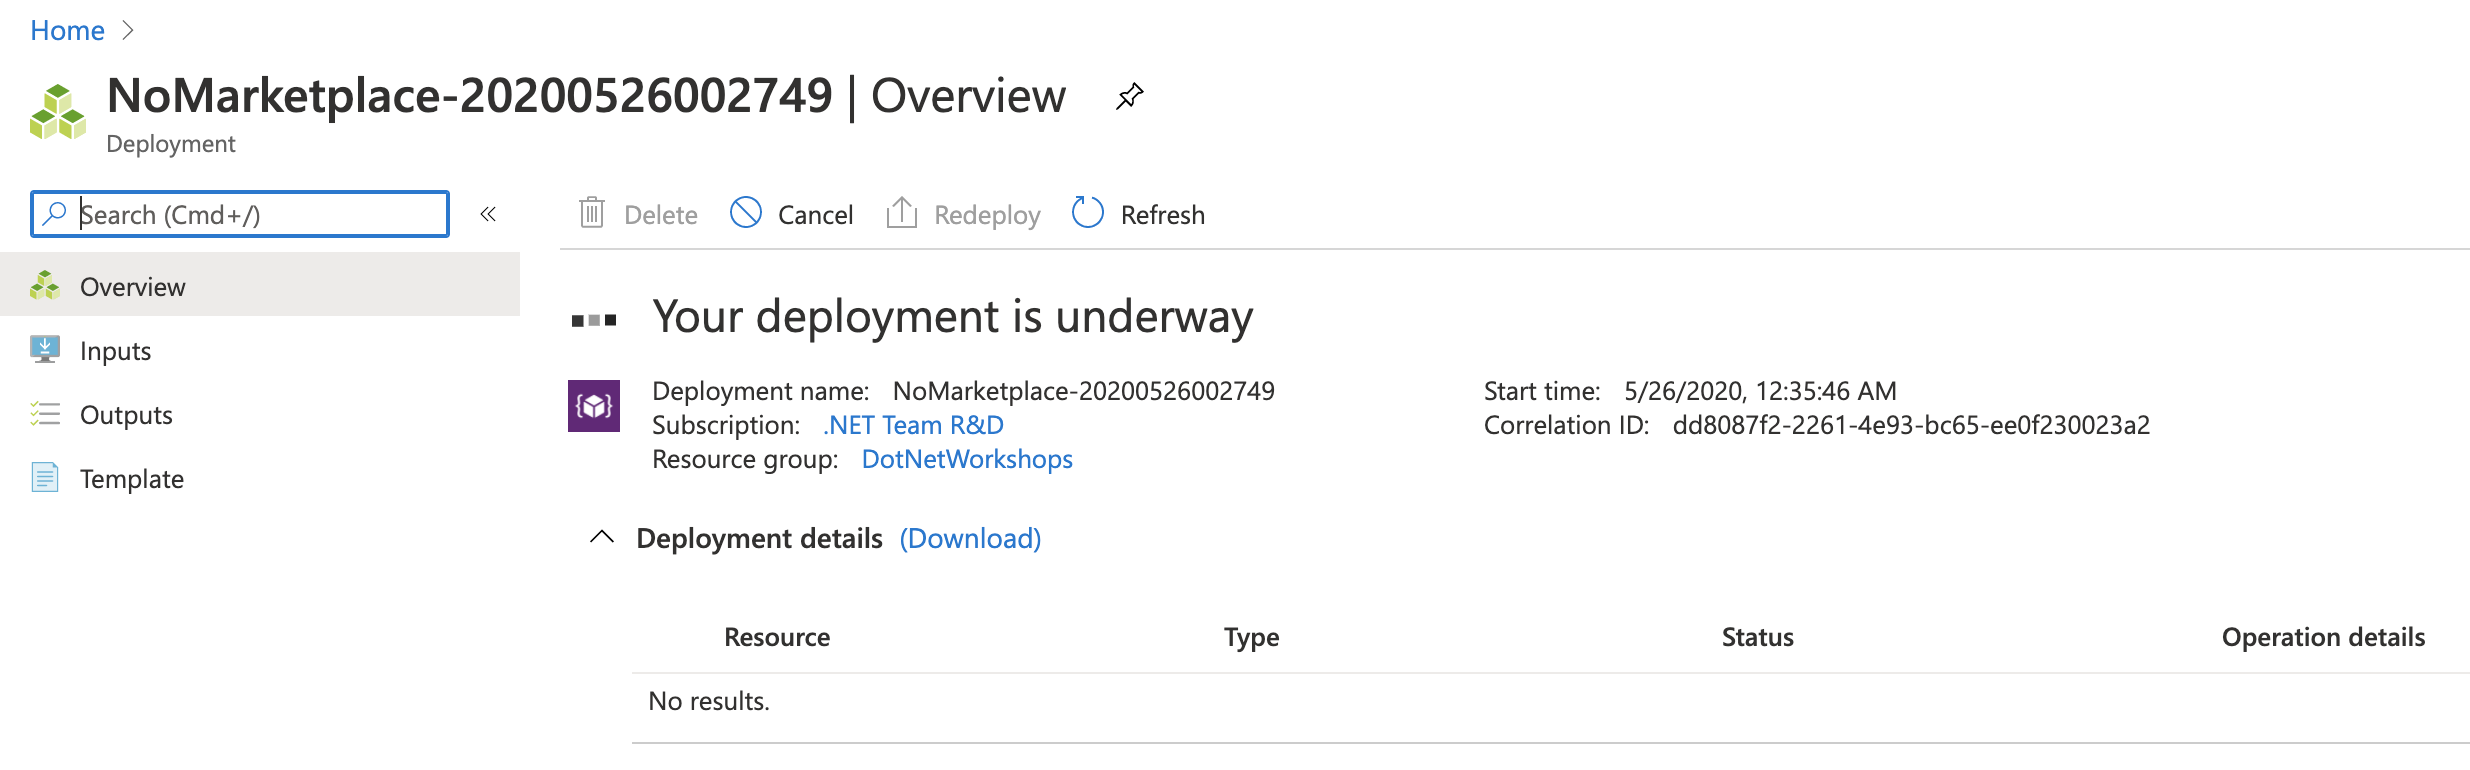 Home
NoMarketplace-20200526002749 | Overview
Deployment
Search (Cmd+/)
Delete Cancel Redeploy Refresh
Overview
Inputs
Outputs
Template
Your deployment is underway
Deployment name: NoMarketplace-20200526002749
Subscription: .NET Team R&D
Resource group: DotNetWorkshops
Start time: 5/26/2020, 12:35:46 AM
Correlation ID: dd8087f2-2261-4e93-bc65-ee0f230023a2
Deployment details (Download)
Resource Type Status Operation details
No results.